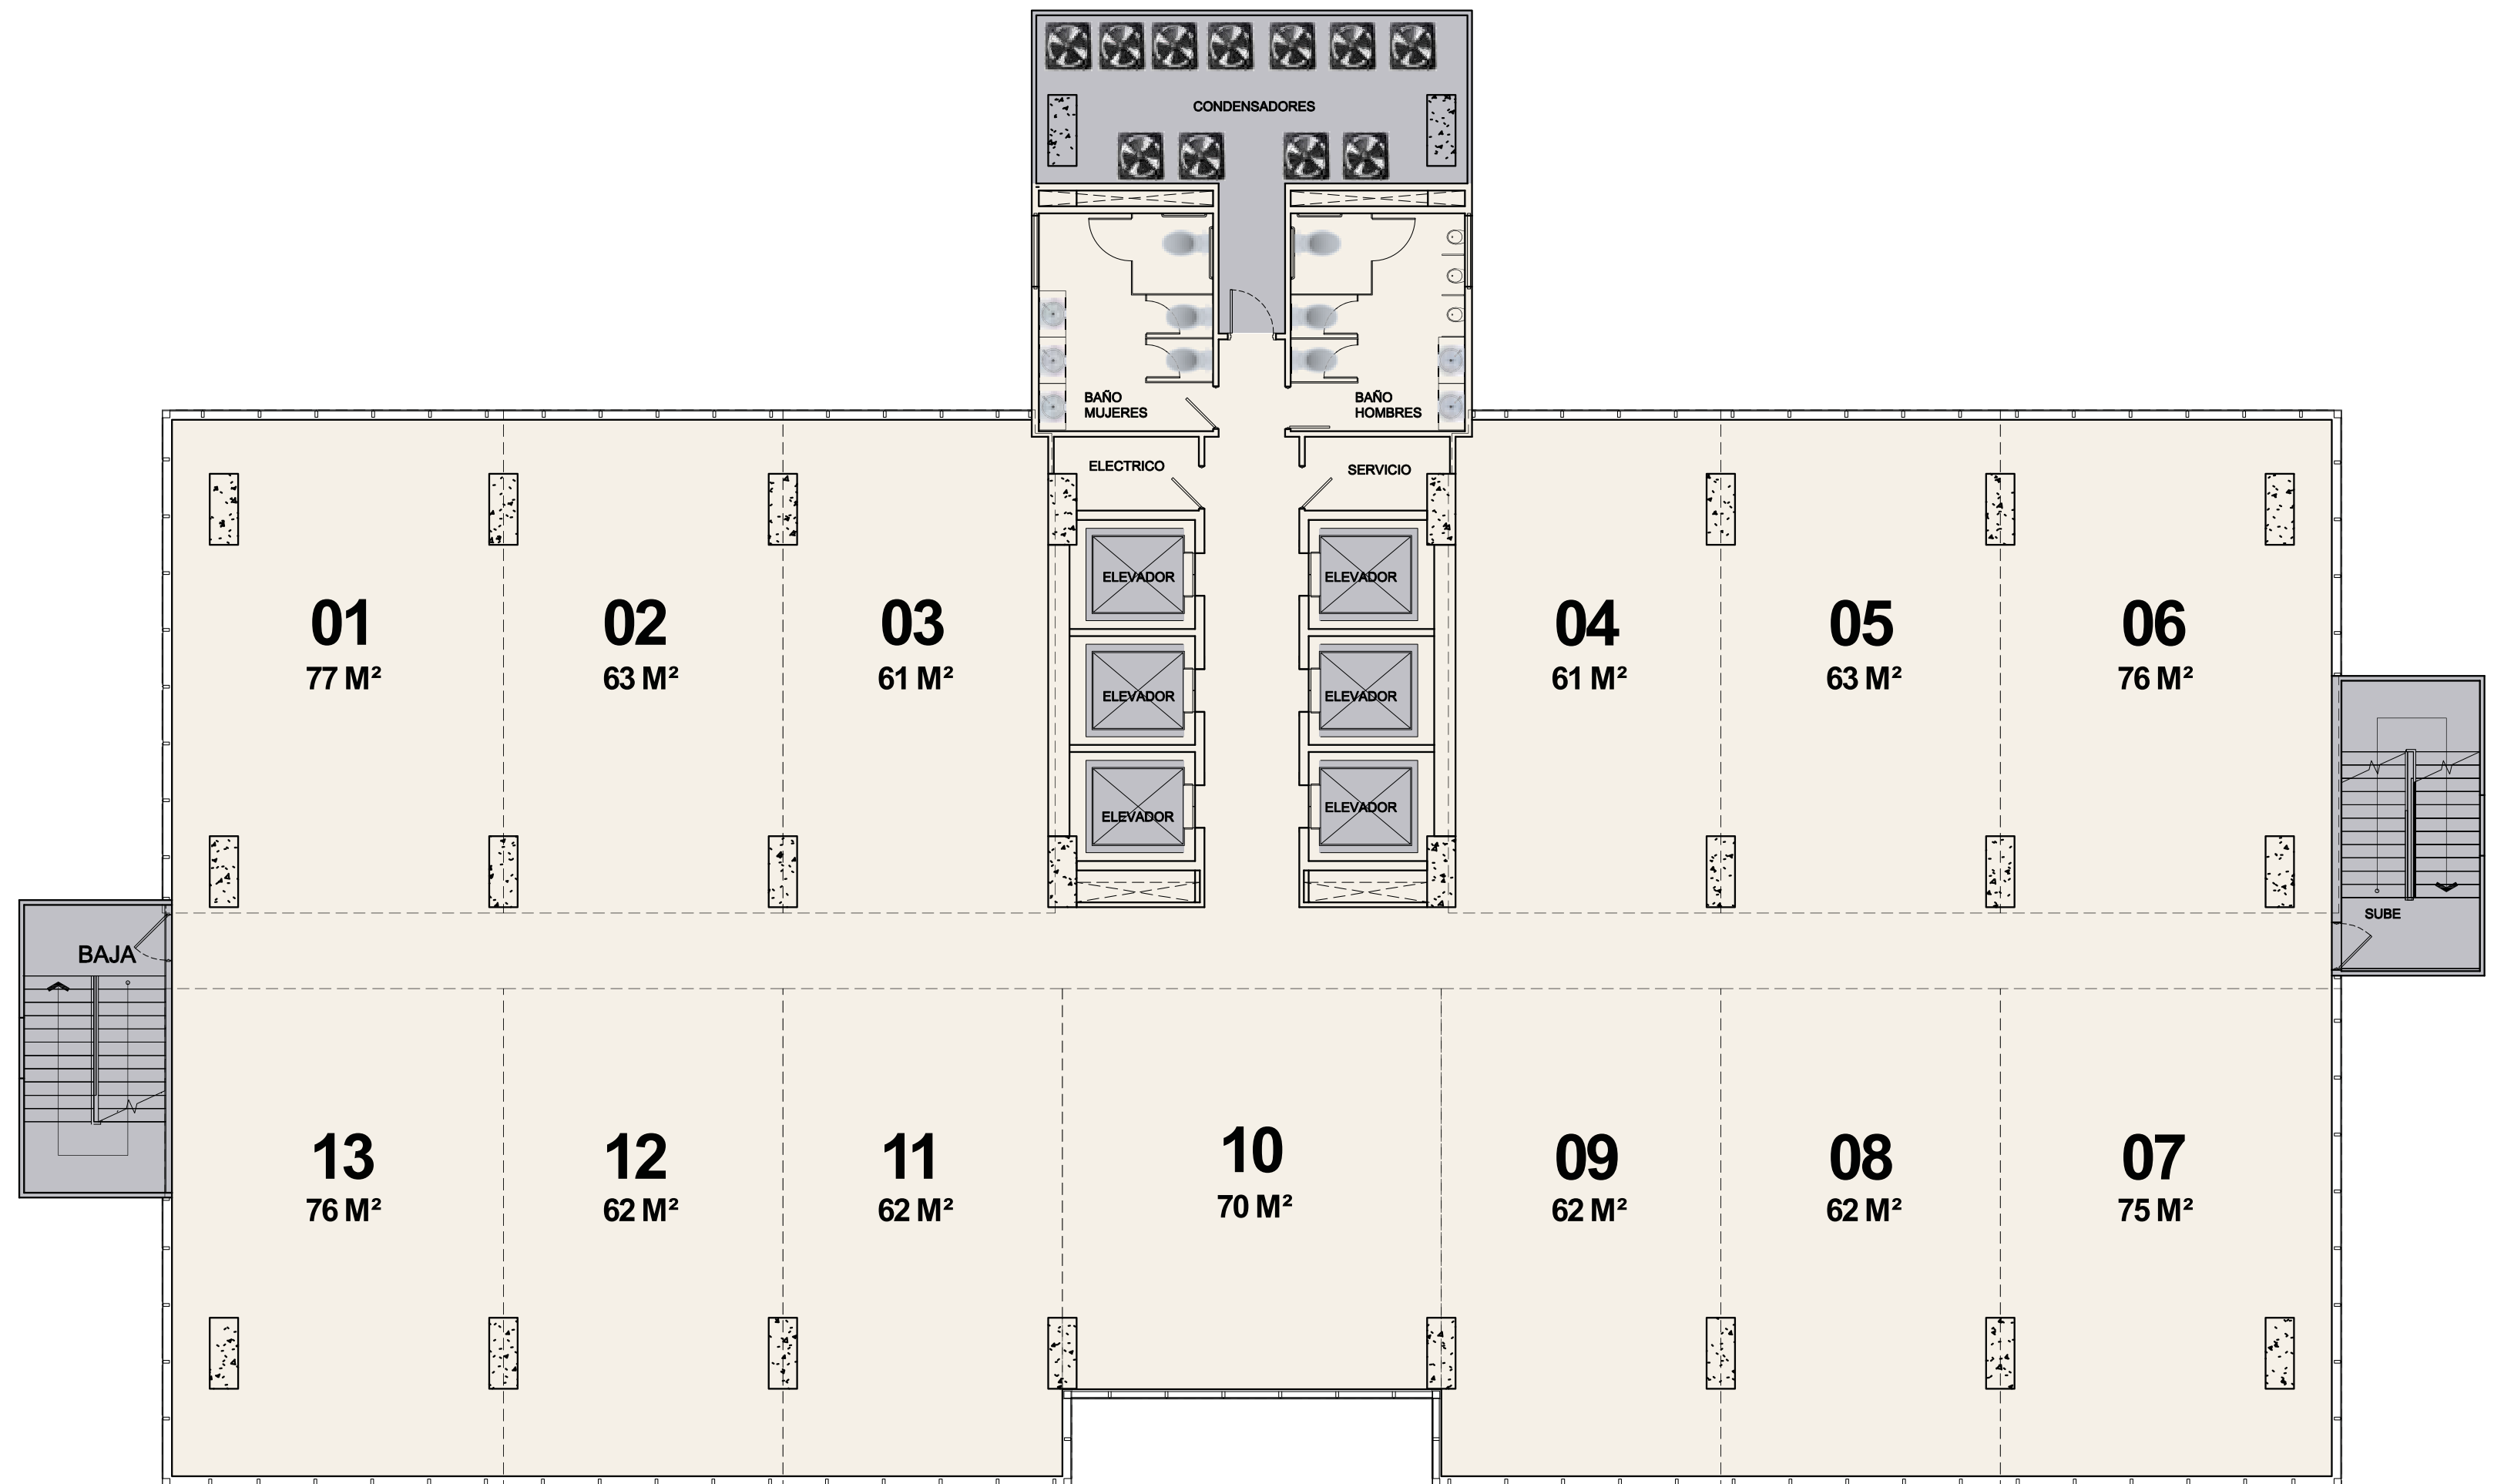 CONDENSADORES
BAÑO
MUJERES
BAÑO
HOMBRES
ELECTRICO
SERVICIO
ELEVADOR
ELEVADOR
01
02
03
04
05
06
77 M²
63 M²
61 M²
61 M²
63 M²
76 M²
ELEVADOR
ELEVADOR
ELEVADOR
ELEVADOR
SUBE
BAJA
13
12
11
10
09
08
07
76 M²
62 M²
62 M²
70 M²
62 M²
62 M²
75 M²